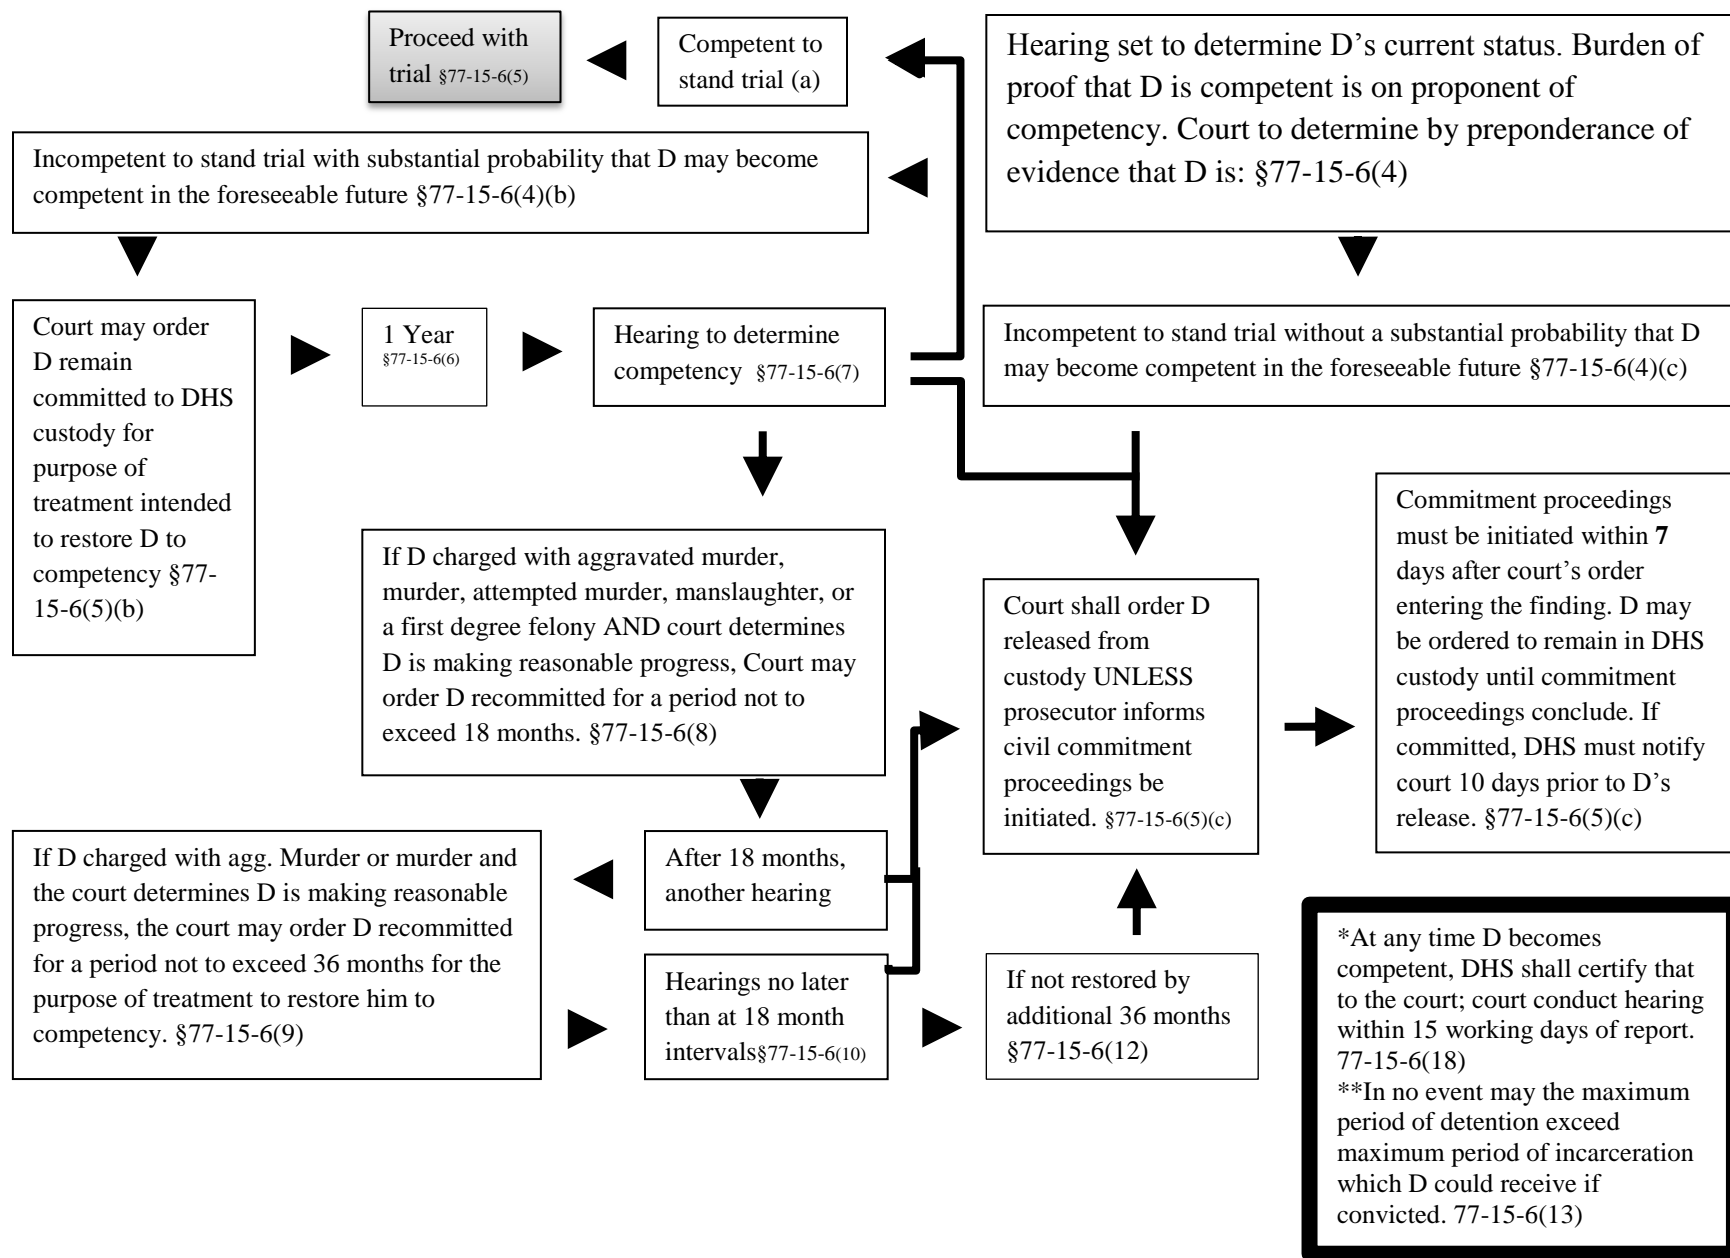 Proceed with
trial §77-15-6(5)
Competent to
stand trial (a)
Hearing set to determine D’s current status. Burden of
proof that D is competent is on proponent of
competency. Court to determine by preponderance of
evidence that D is: §77-15-6(4)
Incompetent to stand trial with substantial probability that D may become
competent in the foreseeable future §77-15-6(4)(b)
Court may order
D remain
committed to DHS
custody for
purpose of
treatment intended
to restore D to
competency §77-
15-6(5)(b)
1 Year
§77-15-6(6)
Hearing to determine
competency §77-15-6(7)
Incompetent to stand trial without a substantial probability that D
may become competent in the foreseeable future §77-15-6(4)(c)
If D charged with aggravated murder,
murder, attempted murder, manslaughter, or
a first degree felony AND court determines
D is making reasonable progress, Court may
order D recommitted for a period not to
exceed 18 months. §77-15-6(8)
Court shall order D
released from
custody UNLESS
prosecutor informs
civil commitment
proceedings be
initiated. §77-15-6(5)(c)
Commitment proceedings
must be initiated within 7
days after court’s order
entering the finding. D may
be ordered to remain in DHS
custody until commitment
proceedings conclude. If
committed, DHS must notify
court 10 days prior to D’s
release. §77-15-6(5)(c)
If D charged with agg. Murder or murder and
the court determines D is making reasonable
progress, the court may order D recommitted
for a period not to exceed 36 months for the
purpose of treatment to restore him to
competency. §77-15-6(9)
After 18 months,
another hearing
Hearings no later
than at 18 month
intervals§77-15-6(10)
If not restored by
additional 36 months
§77-15-6(12)
*At any time D becomes
competent, DHS shall certify that
to the court; court conduct hearing
within 15 working days of report.
77-15-6(18)
**In no event may the maximum
period of detention exceed
maximum period of incarceration
which D could receive if
convicted. 77-15-6(13)